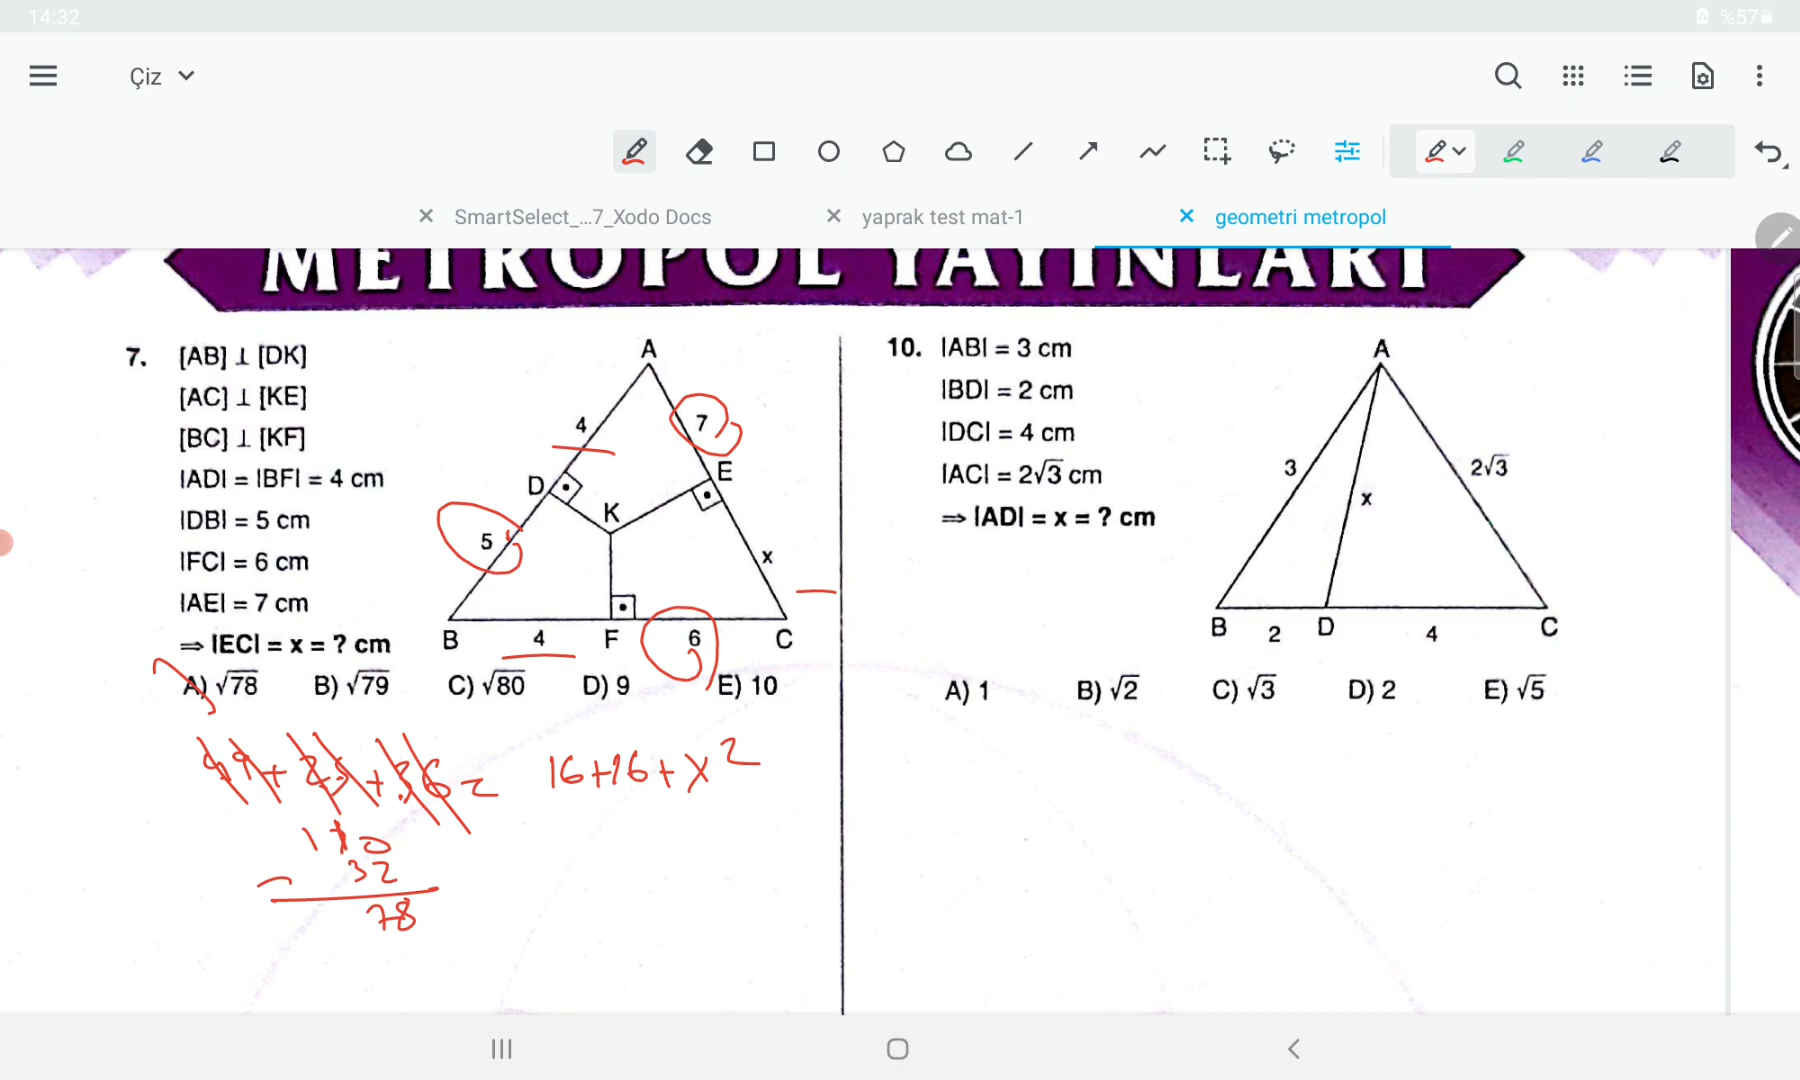 14:32
%57
Çiz
SmartSelect_...7_Xodo Docs
yaprak test mat-1
geometri metropol
METROPOL YAYINLARI
7. [AB] ⊥ [DK]
[AC] ⊥ [KE]
[BC] ⊥ [KF]
|AD| = |BF| = 4 cm
|DB| = 5 cm
|FC| = 6 cm
|AE| = 7 cm
⇒ |EC| = x = ? cm
A
4
7
D
E
K
5
x
B
4
F
6
C
A) √78 B) √79 C) √80 D) 9 E) 10
49+25+36=
16+16+x²
110
- 32
78
10. |AB| = 3 cm
|BD| = 2 cm
|DC| = 4 cm
|AC| = 2√3 cm
⇒ |AD| = x = ? cm
A
3
2√3
x
B
2
D
4
C
A) 1 B) √2 C) √3 D) 2 E) √5